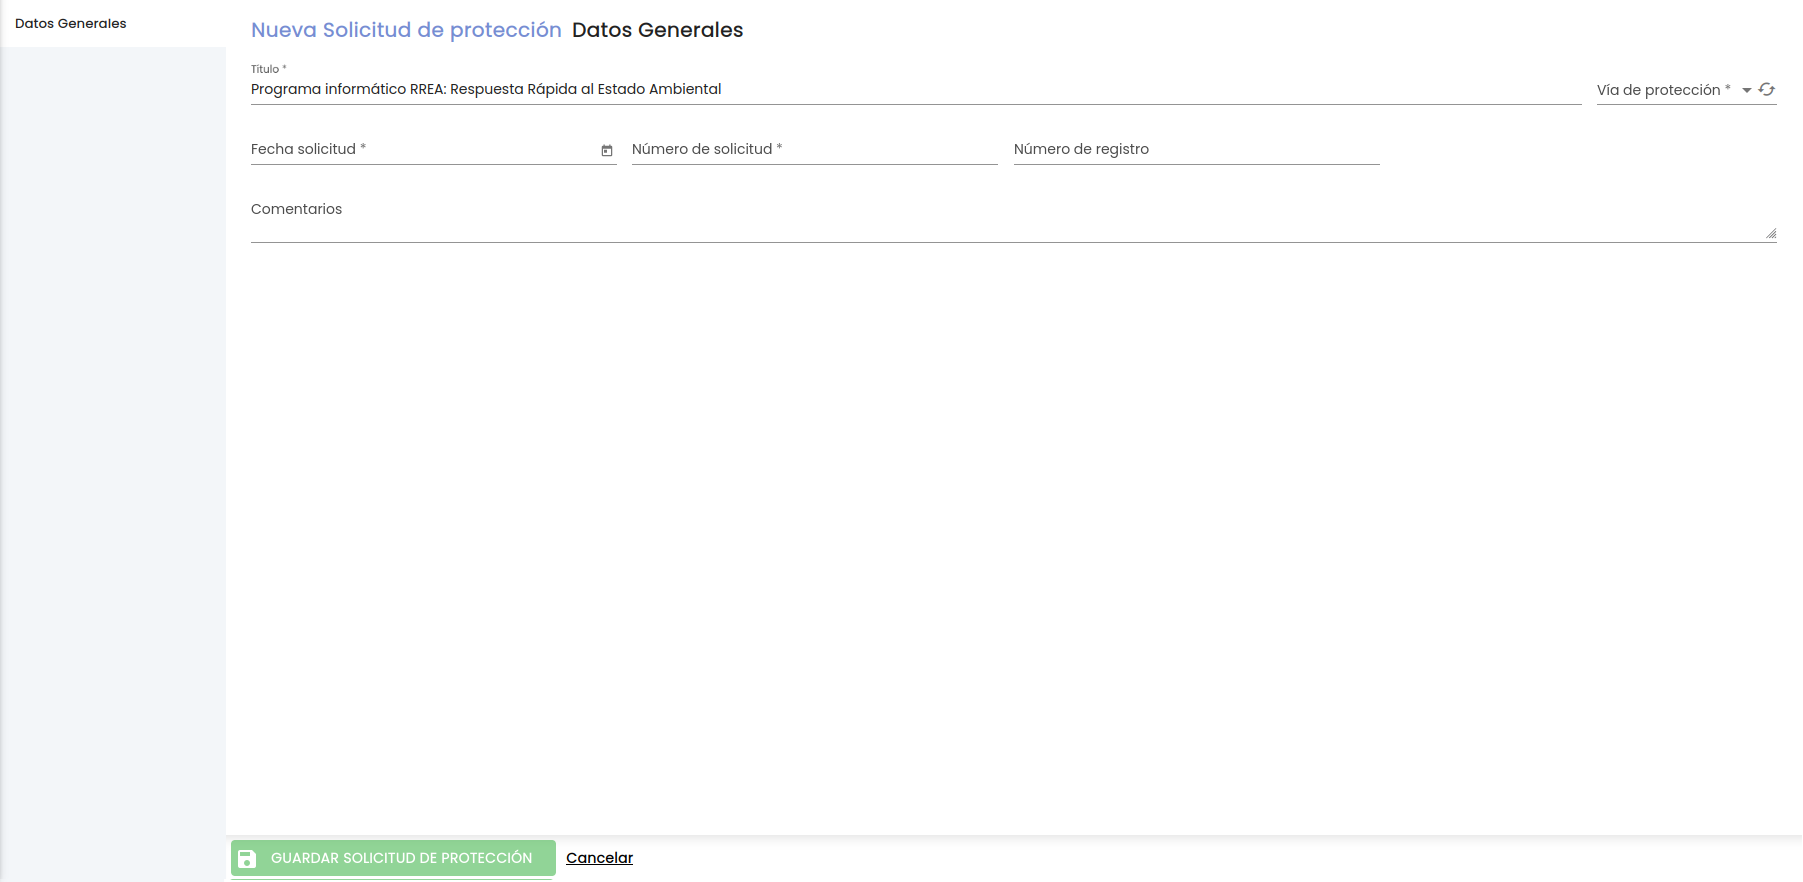 Datos Generales
Nueva Solicitud de protección Datos Generales
Título *
Programa informático RREA: Respuesta Rápida al Estado Ambiental
Vía de protección *
Fecha solicitud *
Número de solicitud *
Número de registro
Comentarios
GUARDAR SOLICITUD DE PROTECCIÓN
Cancelar